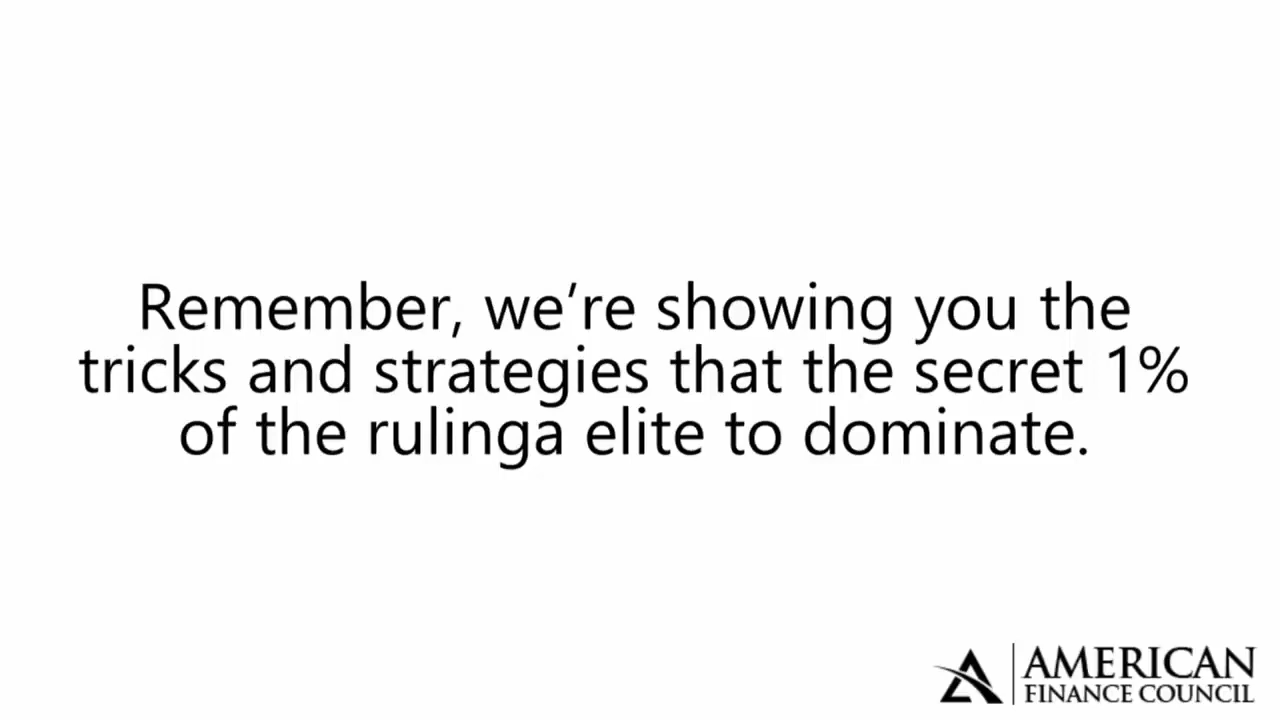 Remember, we’re showing you the
tricks and strategies that the secret 1%
of the rulinga elite to dominate.
AMERICAN
FINANCE COUNCIL